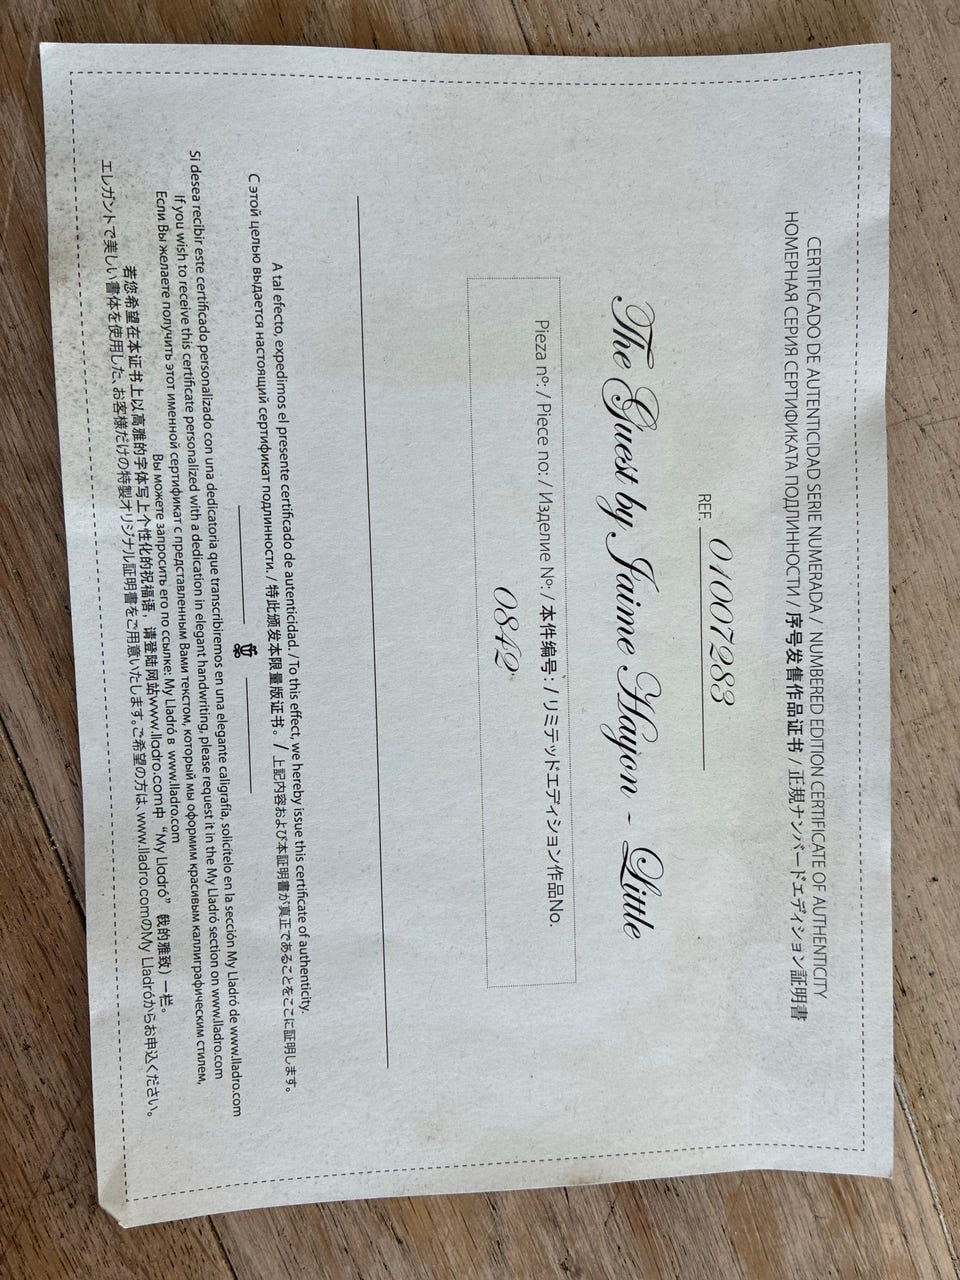 CERTIFICADO DE AUTENTICIDAD SERIE NUMERADA / NUMBERED EDITION CERTIFICATE OF AUTHENTICITY
НОМЕРНАЯ СЕРИЯ СЕРТИФИКАТА ПОДЛИННОСТИ / 序号发售作品证书 / 正規ナンバードエディション証明書
REF. 01007283
The Guest by Jaime Hayon ~ Little
Pieza nº: / Piece no: / Изделие №: / 本件编号: / リミテッドエディション作品No.
0842
A tal efecto, expedimos el presente certificado de autenticidad. / To this effect, we hereby issue this certificate of authenticity.
С этой целью выдается настоящий сертификат подлинности. / 特此颁发本限量版证书。 / 上記内容および本証明書が真正であることをここに証明します。
Si desea recibir este certificado personalizado con una dedicatoria que transcribiremos en una elegante caligrafía, solicítelo en la sección My Lladró de www.lladro.com
If you wish to receive this certificate personalized with a dedication in elegant handwriting, please request it in the My Lladró section on www.lladro.com
Если Вы желаете получить этот именной сертификат с представленным Вами текстом, который мы оформим красивым каллиграфическим стилем,
Вы можете запросить его по ссылке: My Lladró в www.lladro.com
若您希望在本证书上以高雅的字体写上个性化的祝福语，请登陆网站www.lladro.com中 “My Lladró” 我的雅致) 一栏。
エレガントで美しい書体を使用した、お客様だけの特製オリジナル証明書をご用意いたします。ご希望の方は、www.lladro.comのMy Lladróからお申込ください。